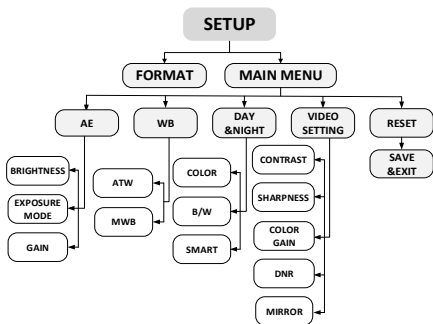 SETUP
FORMAT
MAIN MENU
AE
WB
DAY
&NIGHT
VIDEO
SETTING
RESET
SAVE
&EXIT
BRIGHTNESS
EXPOSURE
MODE
GAIN
ATW
MWB
COLOR
B/W
SMART
CONTRAST
SHARPNESS
COLOR
GAIN
DNR
MIRROR